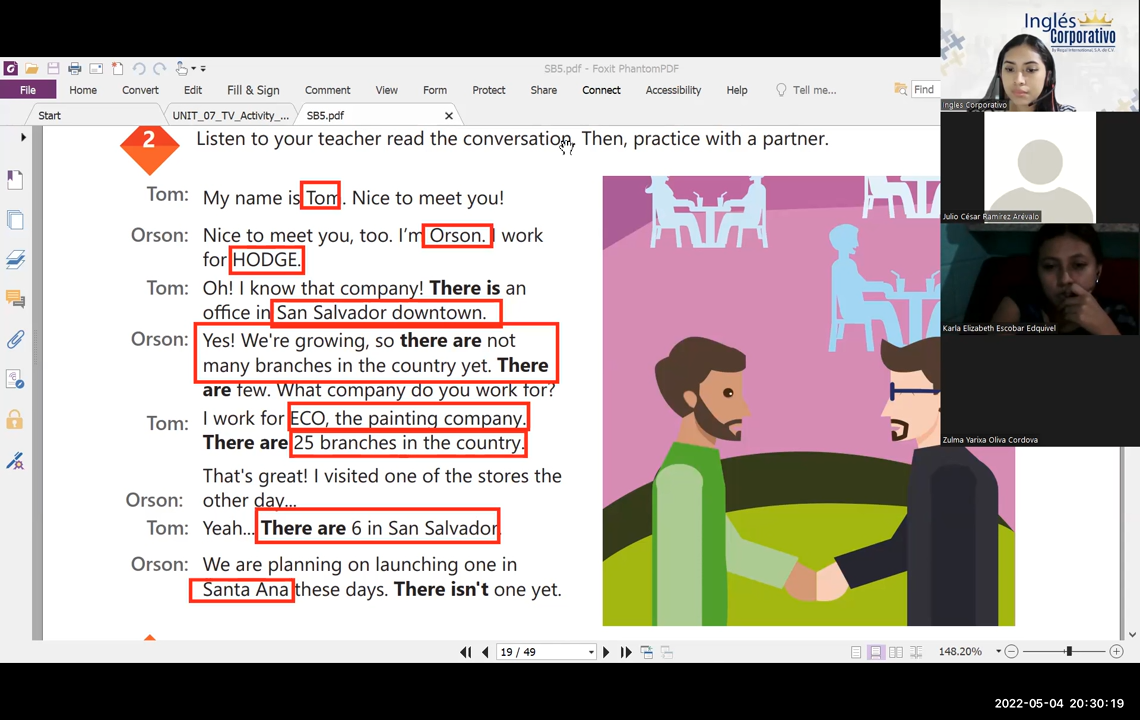 Inglés
Corporativo
By Royal International, S.A. de C.V.
Inglés Corporativo
SB5.pdf - Foxit PhantomPDF
File Home Convert Edit Fill & Sign Comment View Form Protect Share Connect Accessibility Help Tell me... Find
Start UNIT_07_TV_Activity_... SB5.pdf
2 Listen to your teacher read the conversation. Then, practice with a partner.
Tom: My name is Tom. Nice to meet you!
Orson: Nice to meet you, too. I'm Orson. I work
for HODGE.
Tom: Oh! I know that company! There is an
office in San Salvador downtown.
Orson: Yes! We're growing, so there are not
many branches in the country yet. There
are few. What company do you work for?
Tom: I work for ECO, the painting company.
There are 25 branches in the country.
That's great! I visited one of the stores the
Orson: other day...
Tom: Yeah... There are 6 in San Salvador.
Orson: We are planning on launching one in
Santa Ana these days. There isn't one yet.
Julio César Ramirez Arévalo
Karla Elizabeth Escobar Edquivel
Zulma Yarixa Oliva Cordova
19 / 49
148.20%
2022-05-04 20:30:19